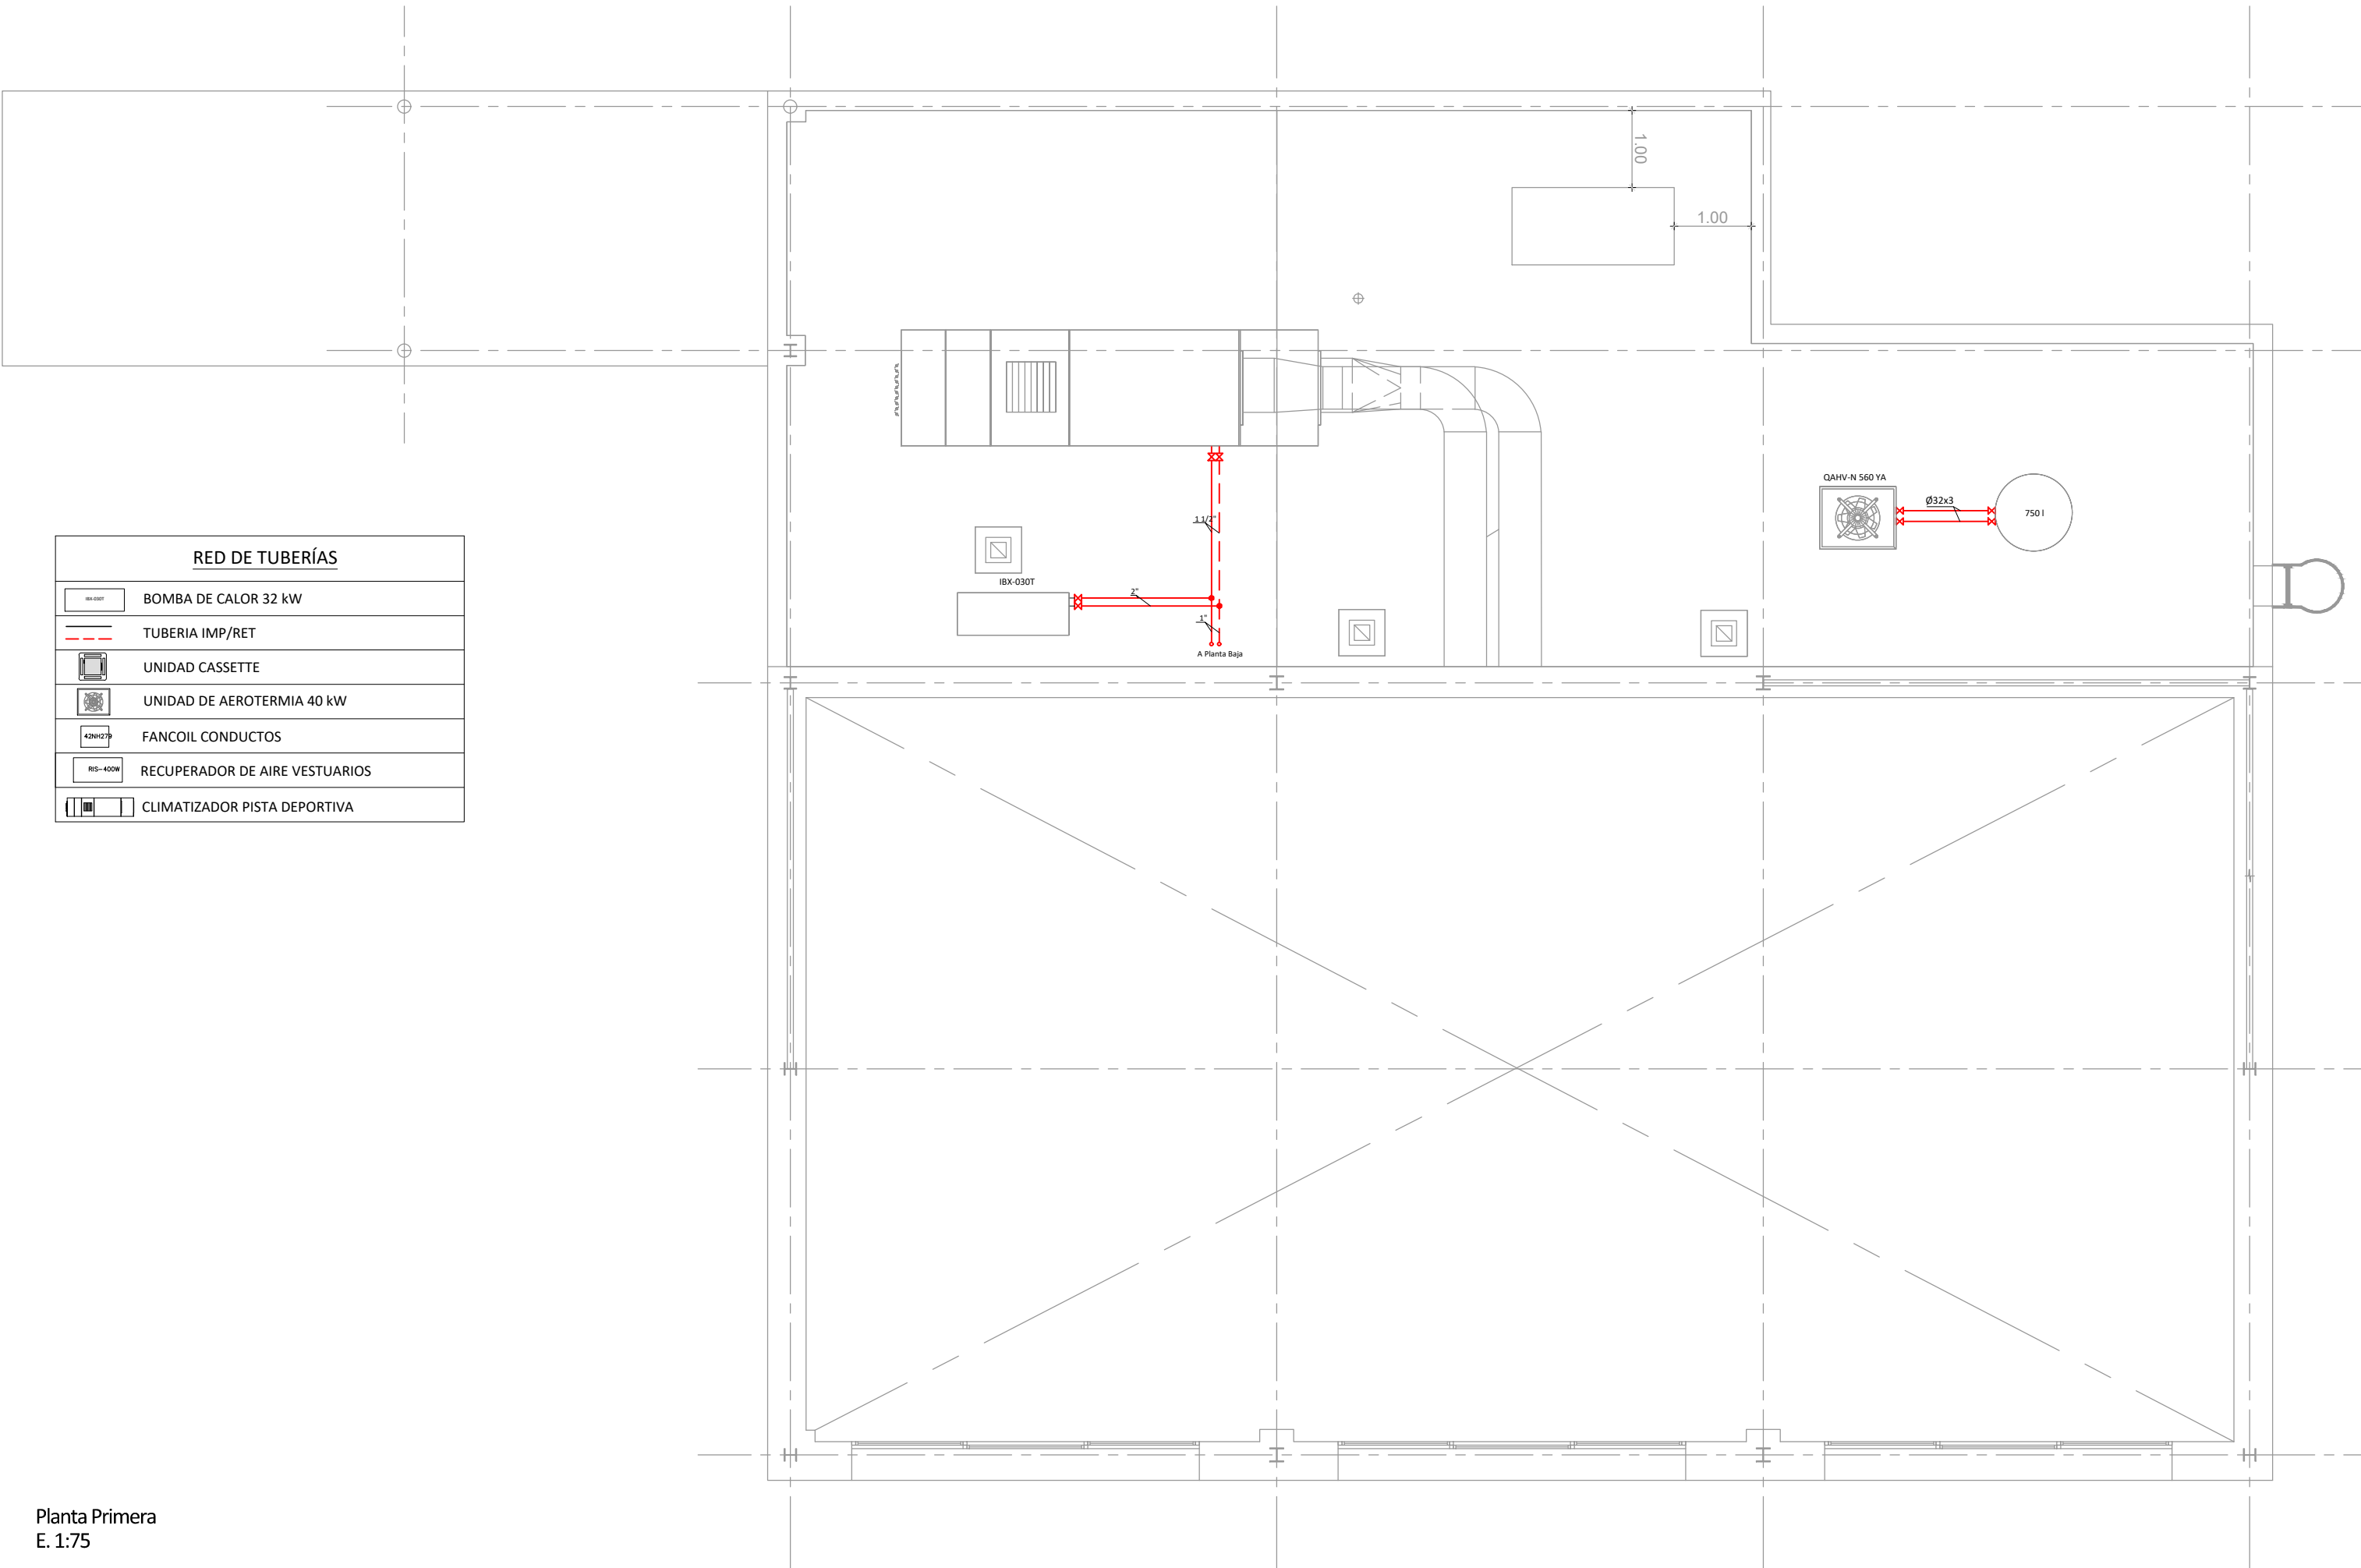 1.00
1.00
QAHV-N 560 YA
Ø32x3
750 l
1 1/2"
IBX-030T
2"
1"
A Planta Baja
RED DE TUBERÍAS
IBX-030T
BOMBA DE CALOR 32 kW
TUBERIA IMP/RET
UNIDAD CASSETTE
UNIDAD DE AEROTERMIA 40 kW
42NH279
FANCOIL CONDUCTOS
RIS-400W
RECUPERADOR DE AIRE VESTUARIOS
CLIMATIZADOR PISTA DEPORTIVA
Planta Primera
E. 1:75